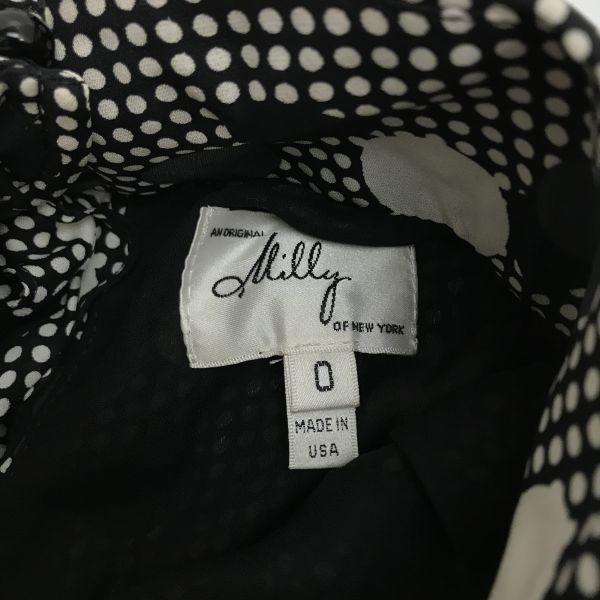 AN ORIGINAL
Milly
OF NEW YORK
0
MADE IN
USA